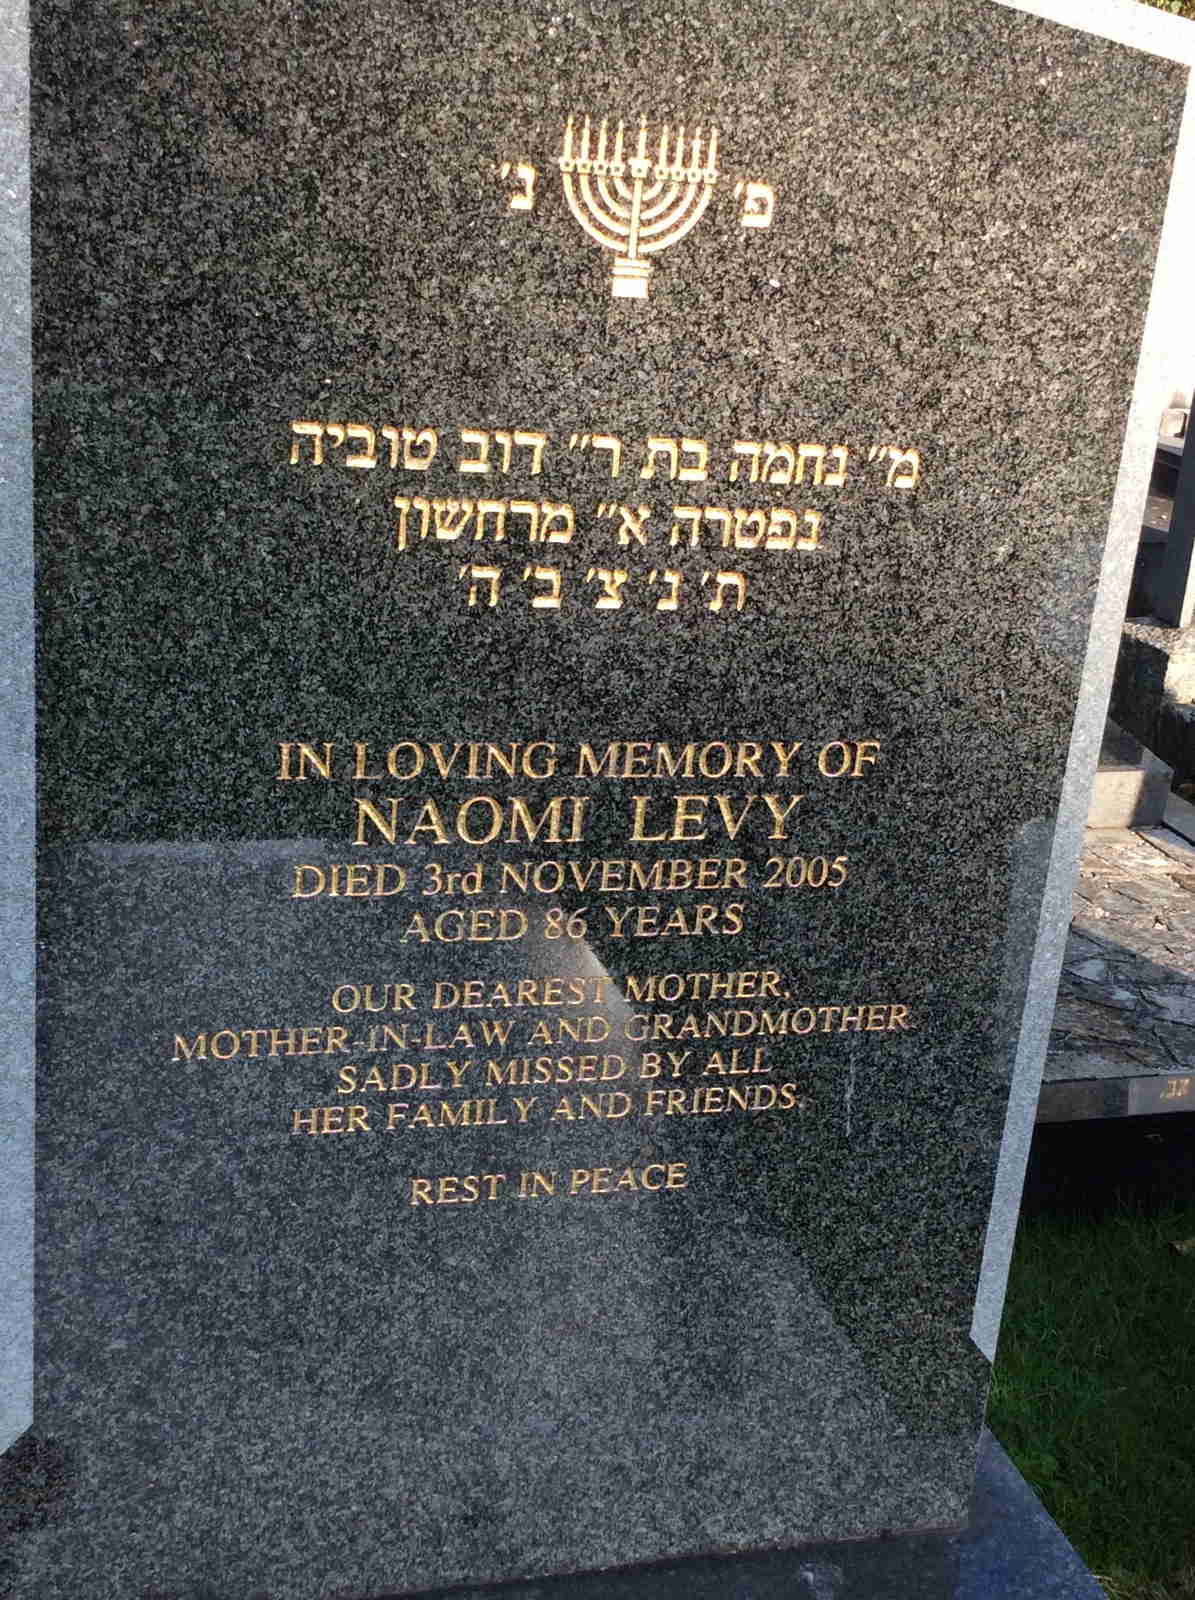 פ׳ נ׳
מ״ נחמה בת ר״ דוב טוביה
נפטרה א״ מרחשון
ת׳ נ׳ צ׳ ב׳ ה׳
IN LOVING MEMORY OF
NAOMI LEVY
DIED 3rd NOVEMBER 2005
AGED 86 YEARS
OUR DEAREST MOTHER,
MOTHER-IN-LAW AND GRANDMOTHER
SADLY MISSED BY ALL
HER FAMILY AND FRIENDS.
REST IN PEACE